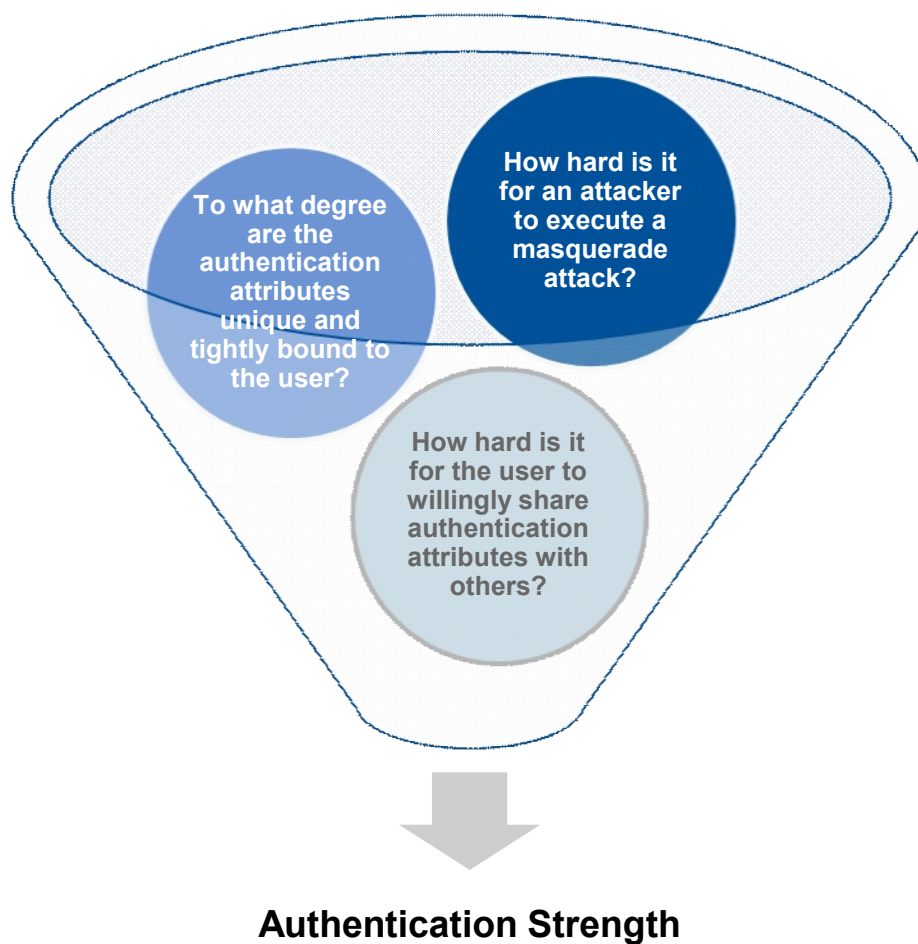 How hard is it
for an attacker
to execute a
masquerade
attack?
To what degree
are the
authentication
attributes
unique and
tightly bound to
the user?
How hard is it
for the user to
willingly share
authentication
attributes with
others?
Authentication Strength